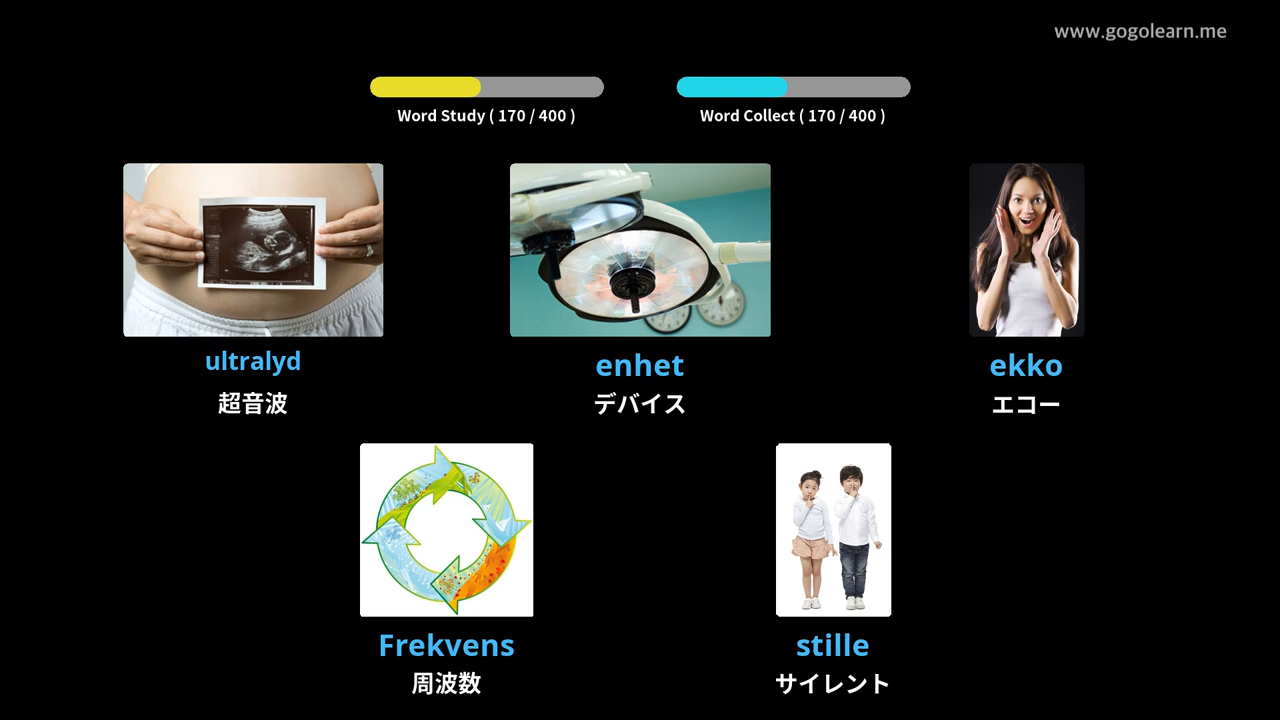 www.gogolearn.me
Word Study ( 170 / 400 )
Word Collect ( 170 / 400 )
ultralyd
超音波
enhet
デバイス
ekko
エコー
Frekvens
周波数
stille
サイレント